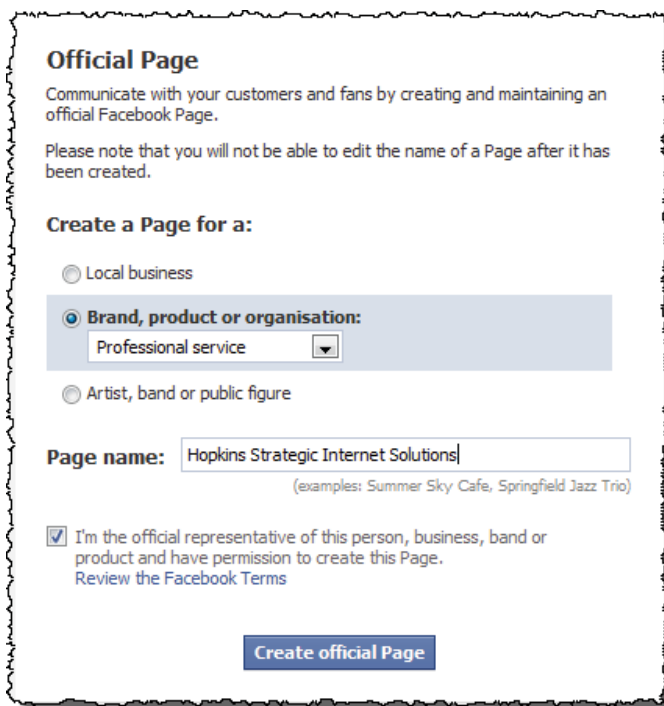 Official Page
Communicate with your customers and fans by creating and maintaining an
official Facebook Page.
Please note that you will not be able to edit the name of a Page after it has
been created.
Create a Page for a:
Local business
Brand, product or organisation:
Professional service
Artist, band or public figure
Page name: Hopkins Strategic Internet Solutions
(examples: Summer Sky Cafe, Springfield Jazz Trio)
I'm the official representative of this person, business, band or
product and have permission to create this Page.
Review the Facebook Terms
Create official Page